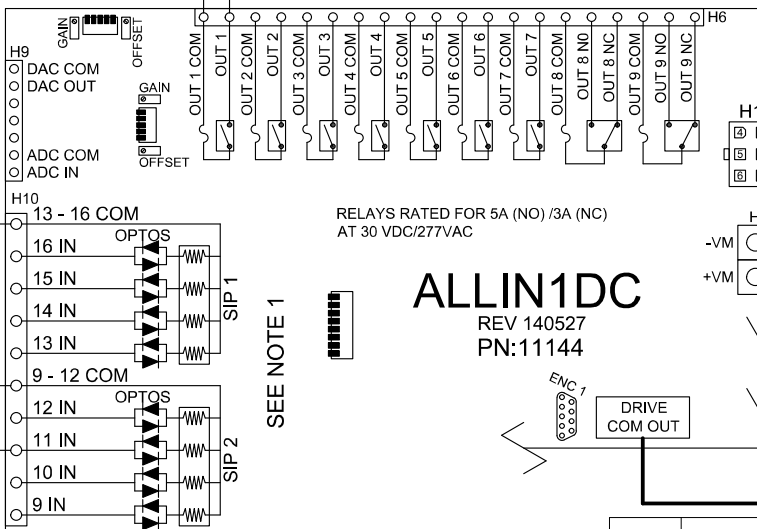 GAIN
OFFSET
H6
H9
DAC COM
DAC OUT
GAIN
OFFSET
ADC COM
ADC IN
OUT 1 COM
OUT 1
OUT 2 COM
OUT 2
OUT 3 COM
OUT 3
OUT 4 COM
OUT 4
OUT 5 COM
OUT 5
OUT 6 COM
OUT 6
OUT 7 COM
OUT 7
OUT 8 COM
OUT 8 N0
OUT 8 NC
OUT 9 COM
OUT 9 NO
OUT 9 NC
4
5
6
H10
13 - 16 COM
OPTOS
16 IN
15 IN
14 IN
13 IN
SIP 1
9 - 12 COM
OPTOS
12 IN
11 IN
10 IN
9 IN
SIP 2
SEE NOTE 1
RELAYS RATED FOR 5A (NO) /3A (NC)
AT 30 VDC/277VAC
-VM
+VM
ALLIN1DC
REV 140527
PN:11144
ENC 1
DRIVE
COM OUT